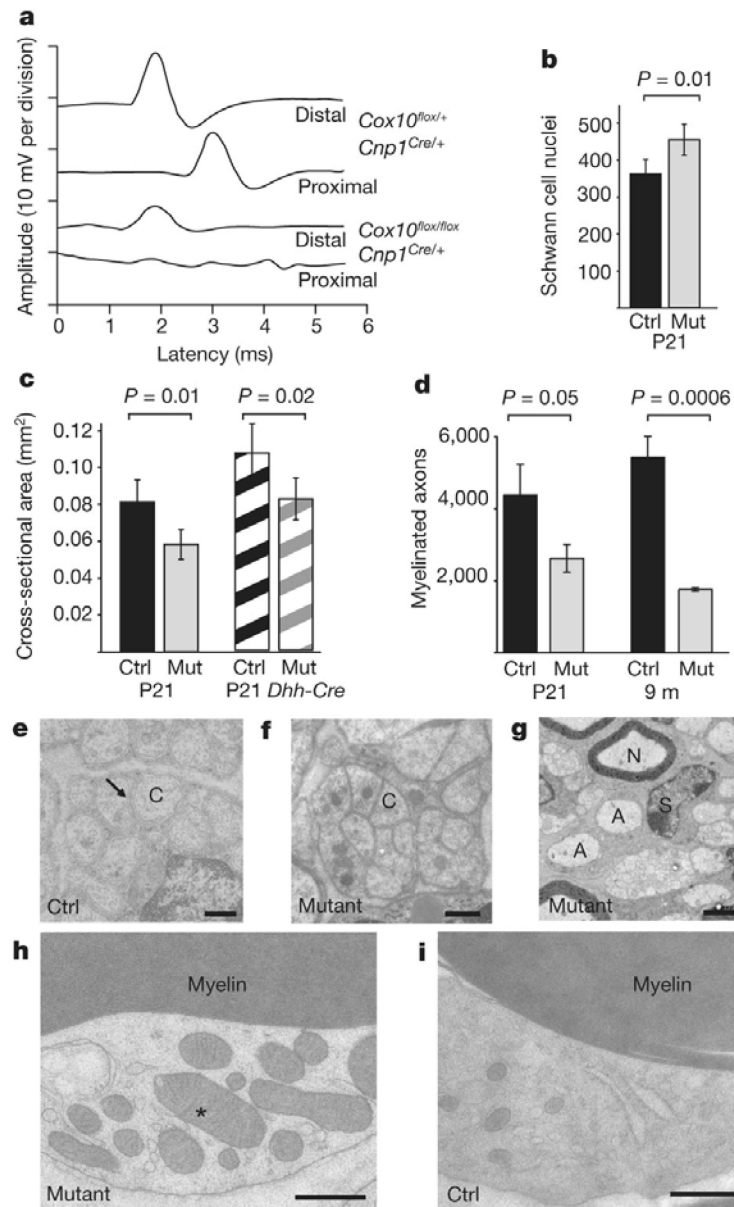 a
Amplitude (10 mV per division)
Distal
Cox10flox/+
Cnp1Cre/+
Proximal
Distal
Cox10flox/flox
Cnp1Cre/+
Proximal
0 1 2 3 4 5 6
Latency (ms)
b
P = 0.01
Schwann cell nuclei
500
400
300
200
100
Ctrl Mut
P21
c
P = 0.01 P = 0.02
Cross-sectional area (mm2)
0.12
0.10
0.08
0.06
0.04
0.02
Ctrl Mut Ctrl Mut
P21 P21 Dhh-Cre
d
P = 0.05 P = 0.0006
Myelinated axons
6,000
4,000
2,000
Ctrl Mut Ctrl Mut
P21 9 m
e
C
Ctrl
f
C
Mutant
g
N
S
A
A
Mutant
h
Myelin
*
Mutant
i
Myelin
Ctrl